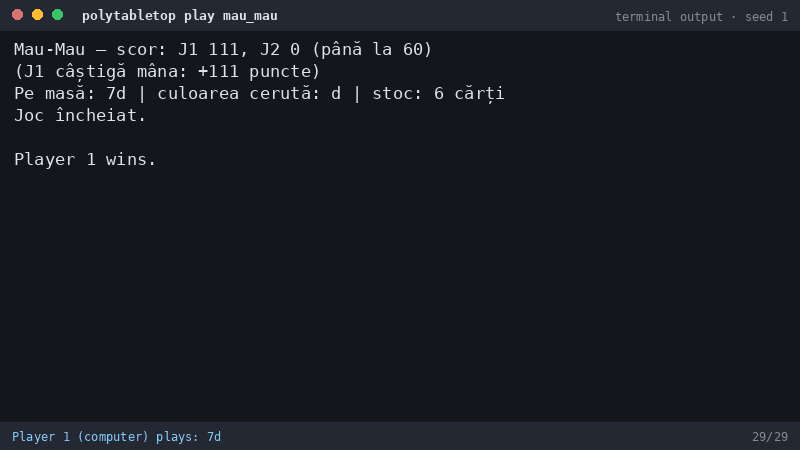 polytabletop play mau_mau
terminal output · seed 1
Mau-Mau — scor: J1 111, J2 0 (până la 60)
(J1 câștigă mâna: +111 puncte)
Pe masă: 7d | culoarea cerută: d | stoc: 6 cărți
Joc încheiat.
Player 1 wins.
Player 1 (computer) plays: 7d
29/29